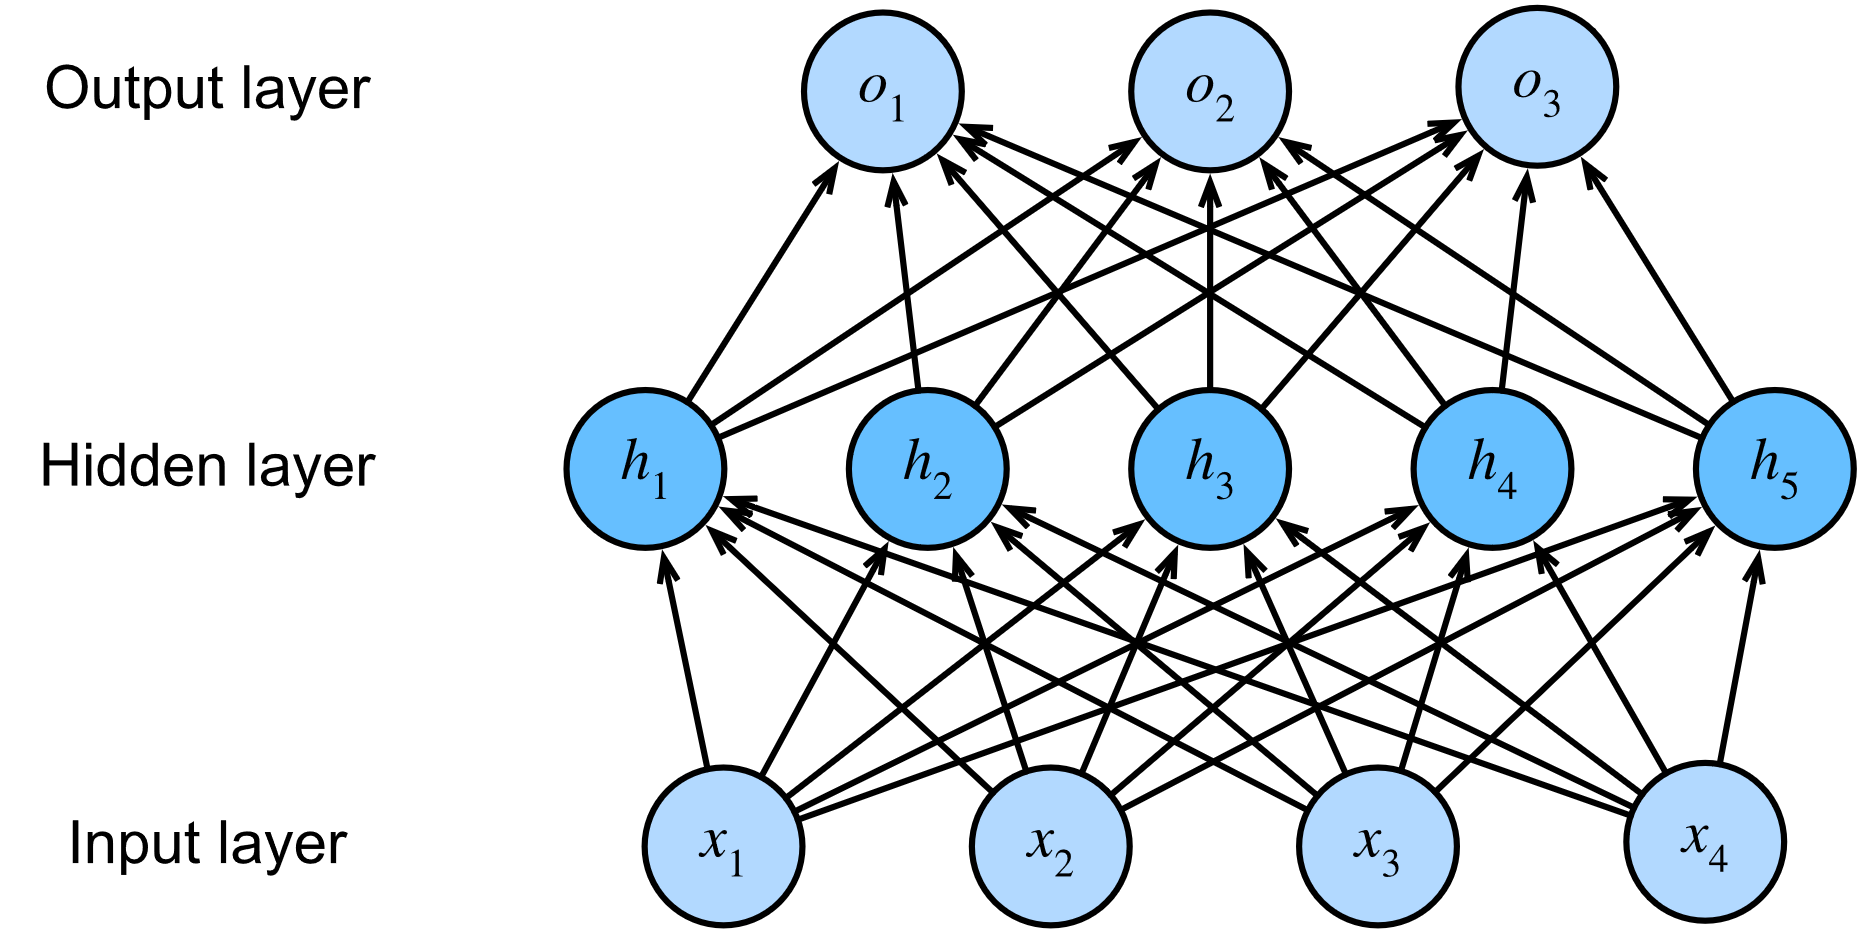 Output layer o₁ o₂ o₃
Hidden layer h₁ h₂ h₃ h₄ h₅
Input layer x₁ x₂ x₃ x₄